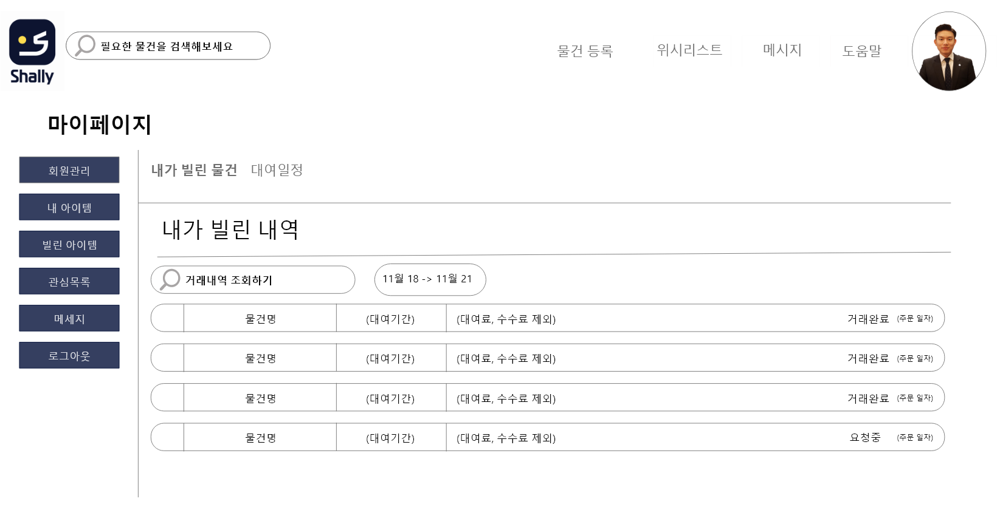 Shally
필요한 물건을 검색해보세요
물건 등록 위시리스트 메시지 도움말
마이페이지
회원관리
내 아이템
빌린 아이템
관심목록
메세지
로그아웃
내가 빌린 물건 대여일정
내가 빌린 내역
거래내역 조회하기 11월 18 -> 11월 21
물건명 (대여기간) (대여료, 수수료 제외) 거래완료 (주문 일자)
물건명 (대여기간) (대여료, 수수료 제외) 거래완료 (주문 일자)
물건명 (대여기간) (대여료, 수수료 제외) 거래완료 (주문 일자)
물건명 (대여기간) (대여료, 수수료 제외) 요청중 (주문 일자)